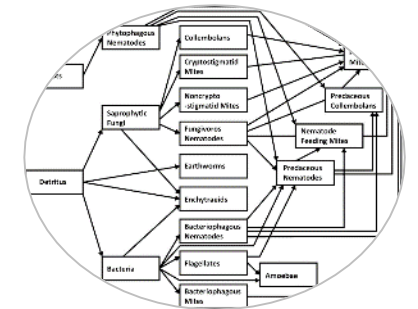 Phytophagous
Nematodes
Collembolans
Cryptostigmatid
Mites
Noncrypto
-stigmatid Mites
Predaceous
Collembolans
Saprophytic
Fungi
Fungivorus
Nematodes
Nematode
Feeding Mites
Earthworms
Predaceous
Nematodes
Detritus
Enchytraeids
Bacteriophagous
Nematodes
Bacteria
Flagellates
Amoebae
Bacteriophagous
Mites